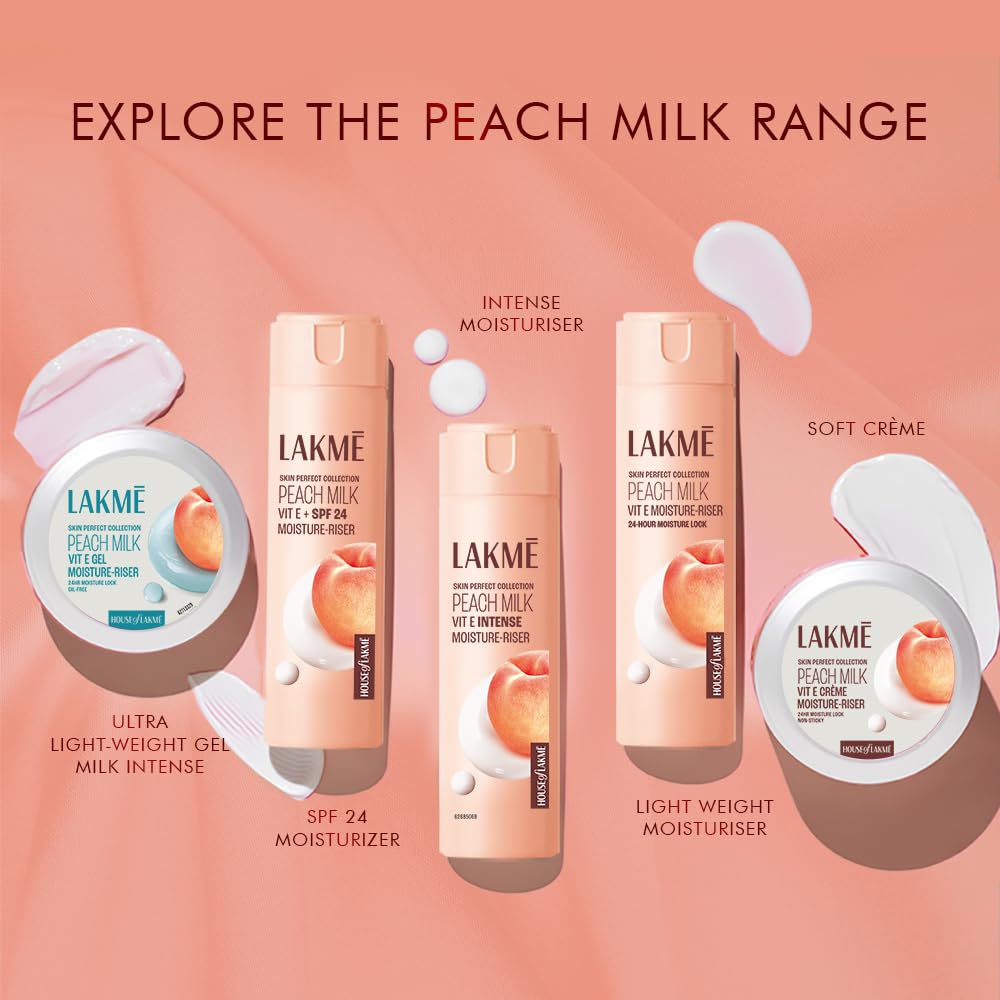 EXPLORE THE PEACH MILK RANGE
INTENSE
MOISTURISER
SOFT CRÈME
LAKMĒ
SKIN PERFECT COLLECTION
PEACH MILK
VIT E GEL
MOISTURE-RISER
24HR MOISTURE LOCK
OIL-FREE
HOUSE of LAKMĒ
ULTRA
LIGHT-WEIGHT GEL
MILK INTENSE
LAKMĒ
SKIN PERFECT COLLECTION
PEACH MILK
VIT E + SPF 24
MOISTURE-RISER
HOUSE of LAKMĒ
SPF 24
MOISTURIZER
LAKMĒ
SKIN PERFECT COLLECTION
PEACH MILK
VIT E INTENSE
MOISTURE-RISER
HOUSE of LAKMĒ
LAKMĒ
SKIN PERFECT COLLECTION
PEACH MILK
VIT E MOISTURE-RISER
24-HOUR MOISTURE LOCK
HOUSE of LAKMĒ
LIGHT WEIGHT
MOISTURISER
LAKMĒ
SKIN PERFECT COLLECTION
PEACH MILK
VIT E CRÈME
MOISTURE-RISER
24HR MOISTURE LOCK
NON-STICKY
HOUSE of LAKMĒ